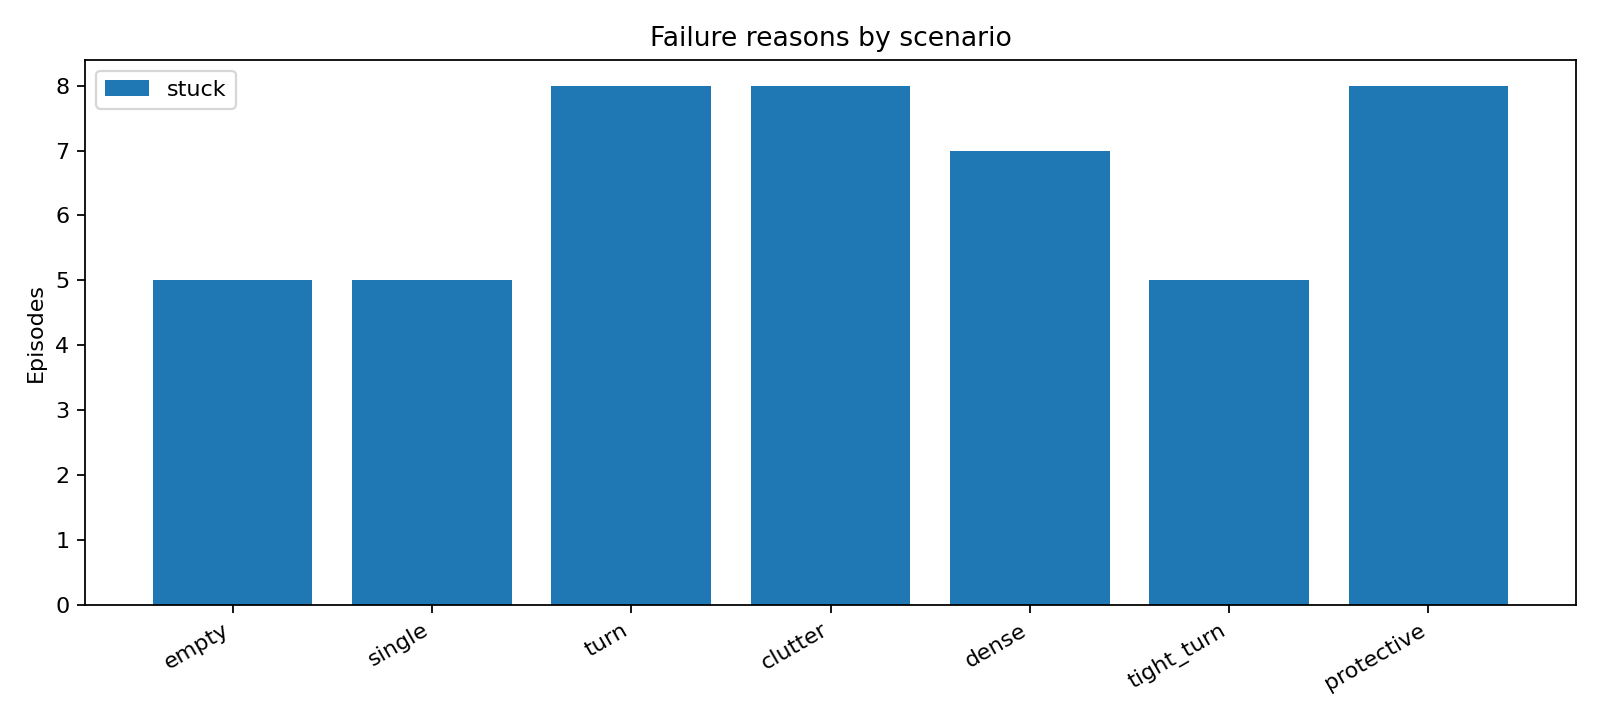 Failure reasons by scenario
stuck
8
7
6
5
4
3
2
1
0
Episodes
empty
single
turn
clutter
dense
tight_turn
protective